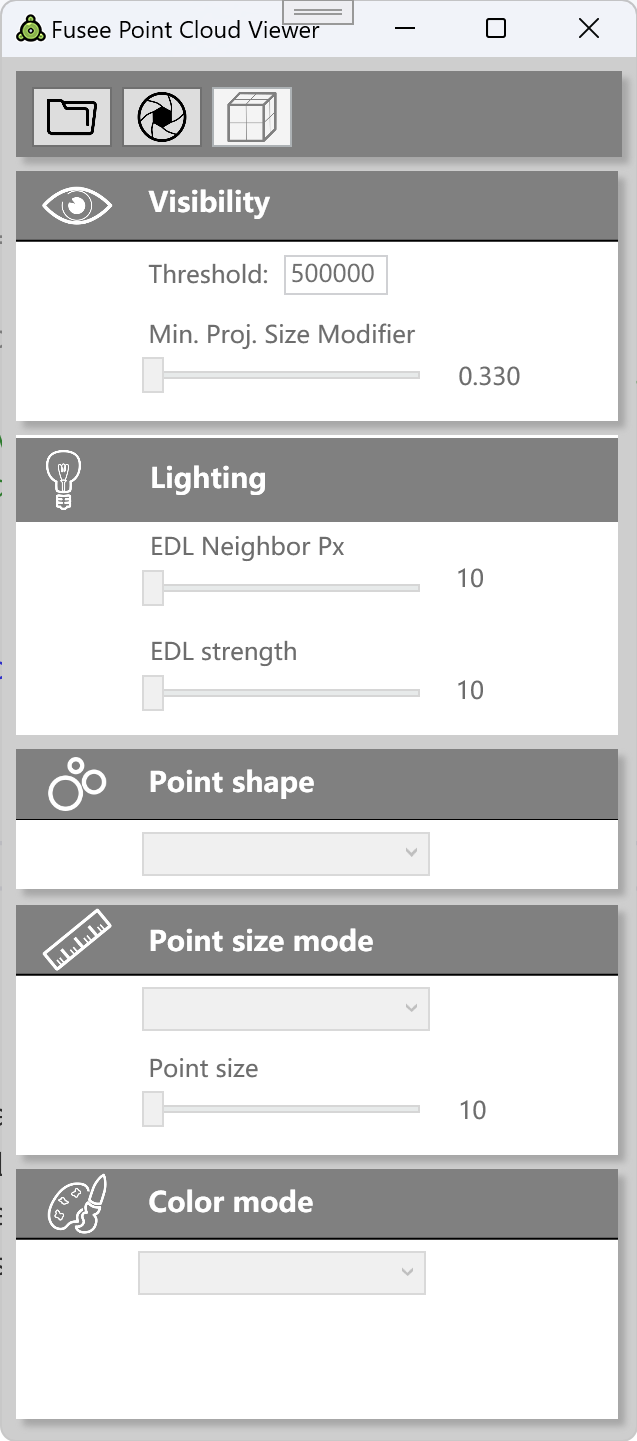 Fusee Point Cloud Viewer
Visibility
Threshold: 500000
Min. Proj. Size Modifier
0.330
Lighting
EDL Neighbor Px
10
EDL strength
10
Point shape
Point size mode
Point size
10
Color mode